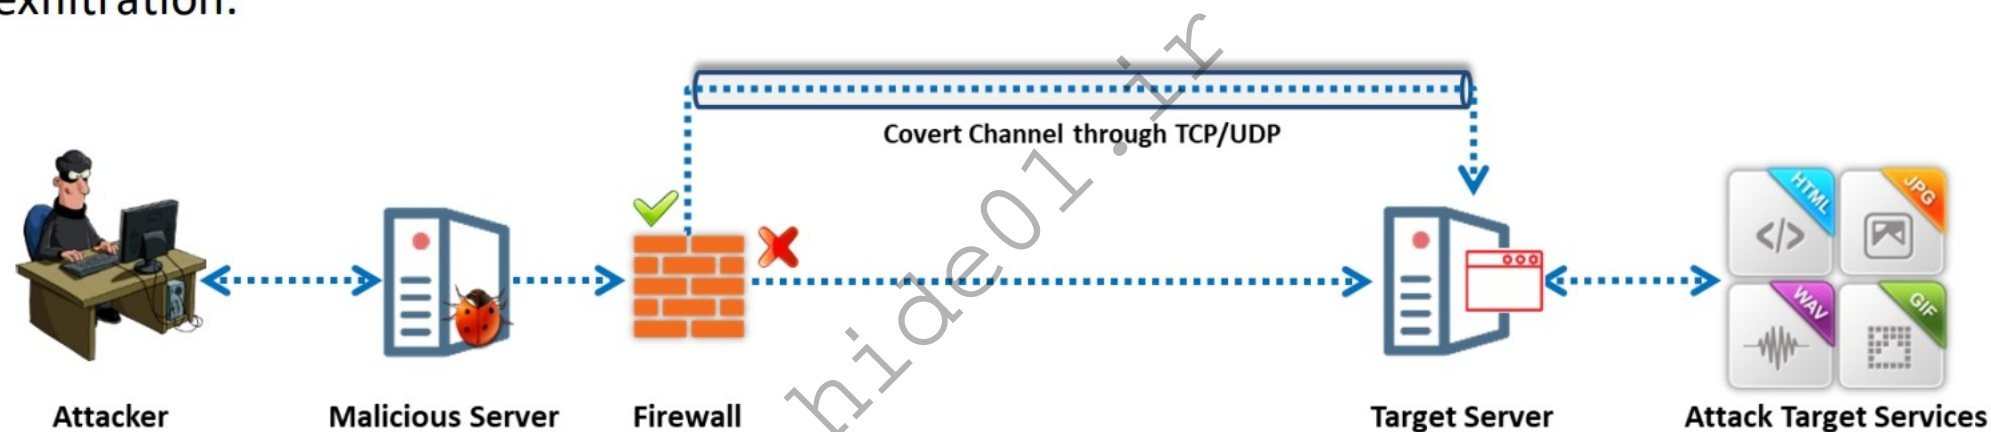 exfiltration.
Covert Channel through TCP/UDP
HTML
JPG
</>
WAV
GIF
Attacker
Malicious Server
Firewall
Target Server
Attack Target Services
hide01.ir